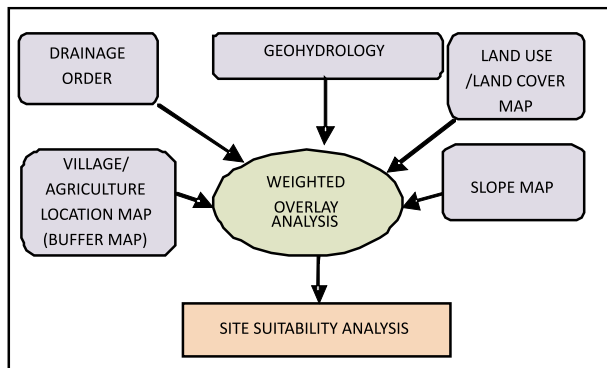 DRAINAGE
ORDER
GEOHYDROLOGY
LAND USE
/LAND COVER
MAP
VILLAGE/
AGRICULTURE
LOCATION MAP
(BUFFER MAP)
WEIGHTED
OVERLAY
ANALYSIS
SLOPE MAP
SITE SUITABILITY ANALYSIS